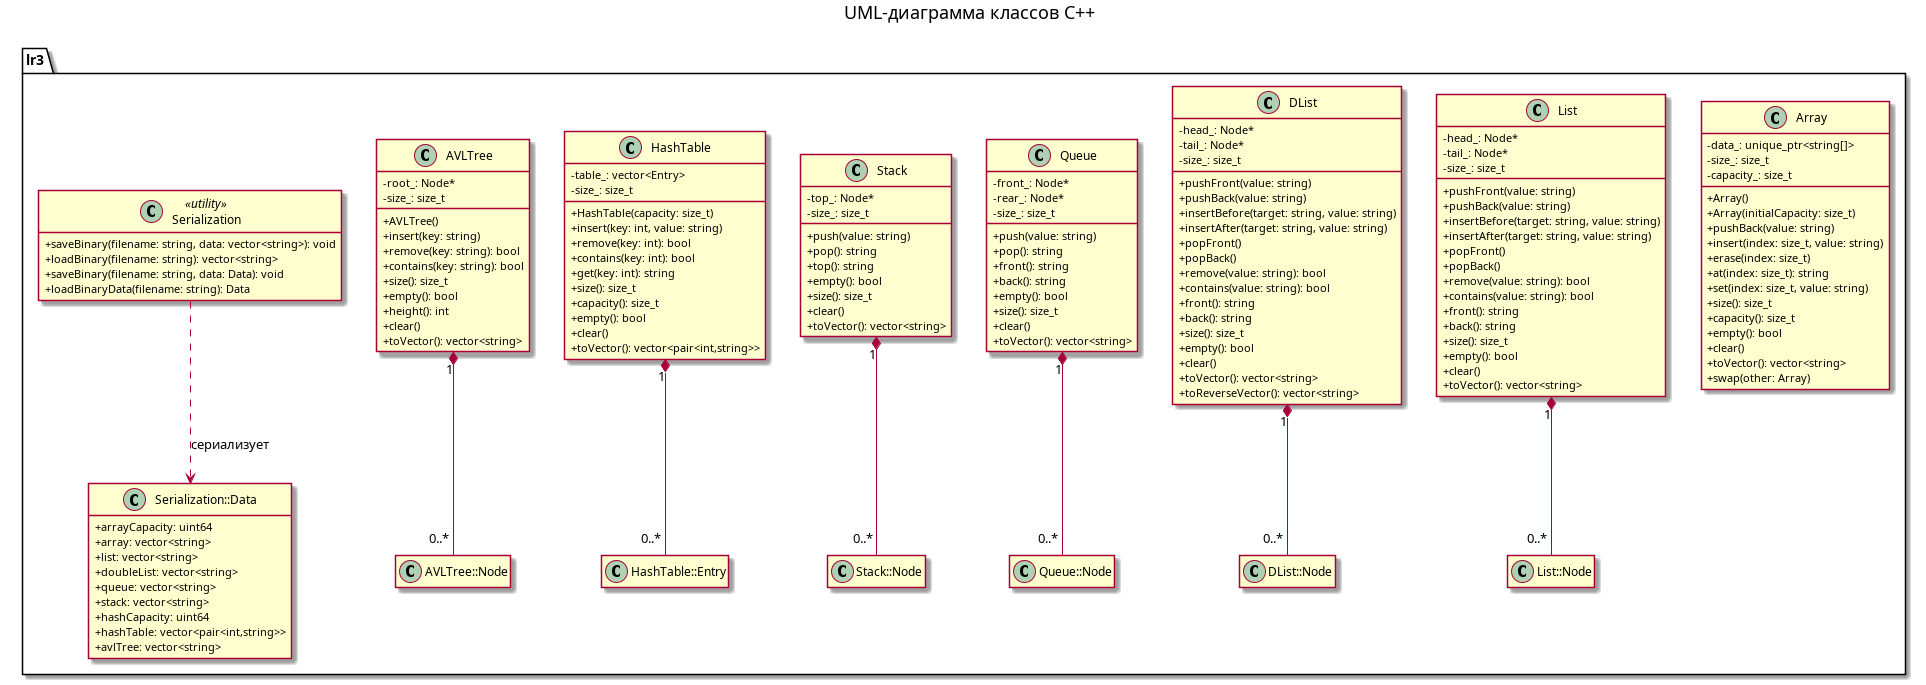 UML-диаграмма классов C++
lr3
«utility»
Serialization
+saveBinary(filename: string, data: vector<string>): void
+loadBinary(filename: string): vector<string>
+saveBinary(filename: string, data: Data): void
+loadBinaryData(filename: string): Data
AVLTree
-root_: Node*
-size_: size_t
+AVLTree()
+insert(key: string)
+remove(key: string): bool
+contains(key: string): bool
+size(): size_t
+empty(): bool
+height(): int
+clear()
+toVector(): vector<string>
HashTable
-table_: vector<Entry>
-size_: size_t
+HashTable(capacity: size_t)
+insert(key: int, value: string)
+remove(key: int): bool
+contains(key: int): bool
+get(key: int): string
+size(): size_t
+capacity(): size_t
+empty(): bool
+clear()
+toVector(): vector<pair<int,string>>
Stack
-top_: Node*
-size_: size_t
+push(value: string)
+pop(): string
+top(): string
+empty(): bool
+size(): size_t
+clear()
+toVector(): vector<string>
Queue
-front_: Node*
-rear_: Node*
-size_: size_t
+push(value: string)
+pop(): string
+front(): string
+back(): string
+empty(): bool
+size(): size_t
+clear()
+toVector(): vector<string>
DList
-head_: Node*
-tail_: Node*
-size_: size_t
+pushFront(value: string)
+pushBack(value: string)
+insertBefore(target: string, value: string)
+insertAfter(target: string, value: string)
+popFront()
+popBack()
+remove(value: string): bool
+contains(value: string): bool
+front(): string
+back(): string
+size(): size_t
+empty(): bool
+clear()
+toVector(): vector<string>
+toReverseVector(): vector<string>
List
-head_: Node*
-tail_: Node*
-size_: size_t
+pushFront(value: string)
+pushBack(value: string)
+insertBefore(target: string, value: string)
+insertAfter(target: string, value: string)
+popFront()
+popBack()
+remove(value: string): bool
+contains(value: string): bool
+front(): string
+back(): string
+size(): size_t
+empty(): bool
+clear()
+toVector(): vector<string>
Array
-data_: unique_ptr<string[]>
-size_: size_t
-capacity_: size_t
+Array()
+Array(initialCapacity: size_t)
+pushBack(value: string)
+insert(index: size_t, value: string)
+erase(index: size_t)
+at(index: size_t): string
+set(index: size_t, value: string)
+size(): size_t
+capacity(): size_t
+empty(): bool
+clear()
+toVector(): vector<string>
+swap(other: Array)
сериализует
1
1
1
1
1
1
0..*
0..*
0..*
0..*
0..*
0..*
Serialization::Data
+arrayCapacity: uint64
+array: vector<string>
+list: vector<string>
+doubleList: vector<string>
+queue: vector<string>
+stack: vector<string>
+hashCapacity: uint64
+hashTable: vector<pair<int,string>>
+avlTree: vector<string>
AVLTree::Node
HashTable::Entry
Stack::Node
Queue::Node
DList::Node
List::Node